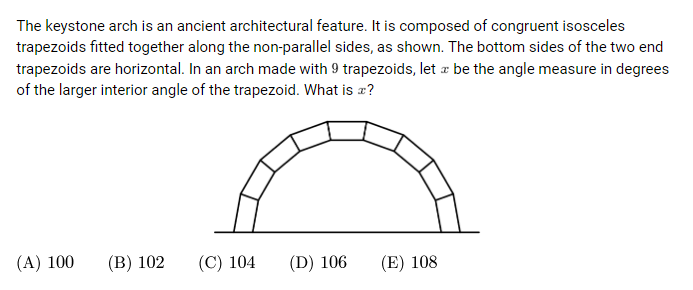 The keystone arch is an ancient architectural feature. It is composed of congruent isosceles
trapezoids fitted together along the non-parallel sides, as shown. The bottom sides of the two end
trapezoids are horizontal. In an arch made with 9 trapezoids, let x be the angle measure in degrees
of the larger interior angle of the trapezoid. What is x?
(A) 100 (B) 102 (C) 104 (D) 106 (E) 108